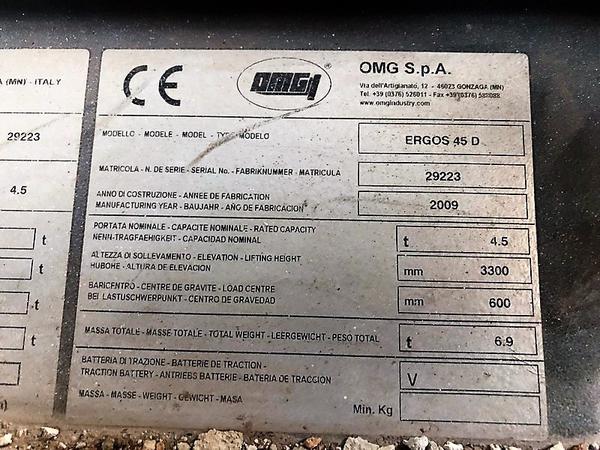 A (MN) - ITALY
29223
4.5
t
t
t
t
CE
OMG
OMG S.p.A.
Via dell'Artigianato, 12 - 46023 GONZAGA (MN)
Tel. +39 (0376) 526011 - Fax +39 (0376)
www.omgindustry.com
MODELLO - MODELE - MODEL - TYPE - MODELO
ERGOS 45 D
MATRICOLA - N. DE SERIE - SERIAL No. - FABRIKNUMMER - MATRICULA
29223
ANNO DI COSTRUZIONE - ANNEE DE FABRICATION
MANUFACTURING YEAR - BAUJAHR - AÑO DE FABRICACION
2009
PORTATA NOMINALE - CAPACITE NOMINALE - RATED CAPACITY
NENN-TRAGFAEHIGKEIT - CAPACIDAD NOMINAL
t 4.5
ALTEZZA DI SOLLEVAMENTO - ELEVATION - LIFTING HEIGHT
HUBOHE - ALTURA DE ELEVACION
mm 3300
BARICENTRO - CENTRE DE GRAVITE - LOAD CENTRE
BEI LASTUSCHWERPUNKT - CENTRO DE GRAVEDAD
mm 600
MASSA TOTALE - MASSE TOTALE - TOTAL WEIGHT - LEERGEWICHT - PESO TOTAL
t 6.9
BATTERIA DI TRAZIONE - BATTERIE DE TRACTION -
TRACTION BATTERY - ANTRIEBS BATTERIE - BATERIA DE TRACCION
V
MASSA - MASSE - WEIGHT - GEWICHT - MASA
Min. Kg